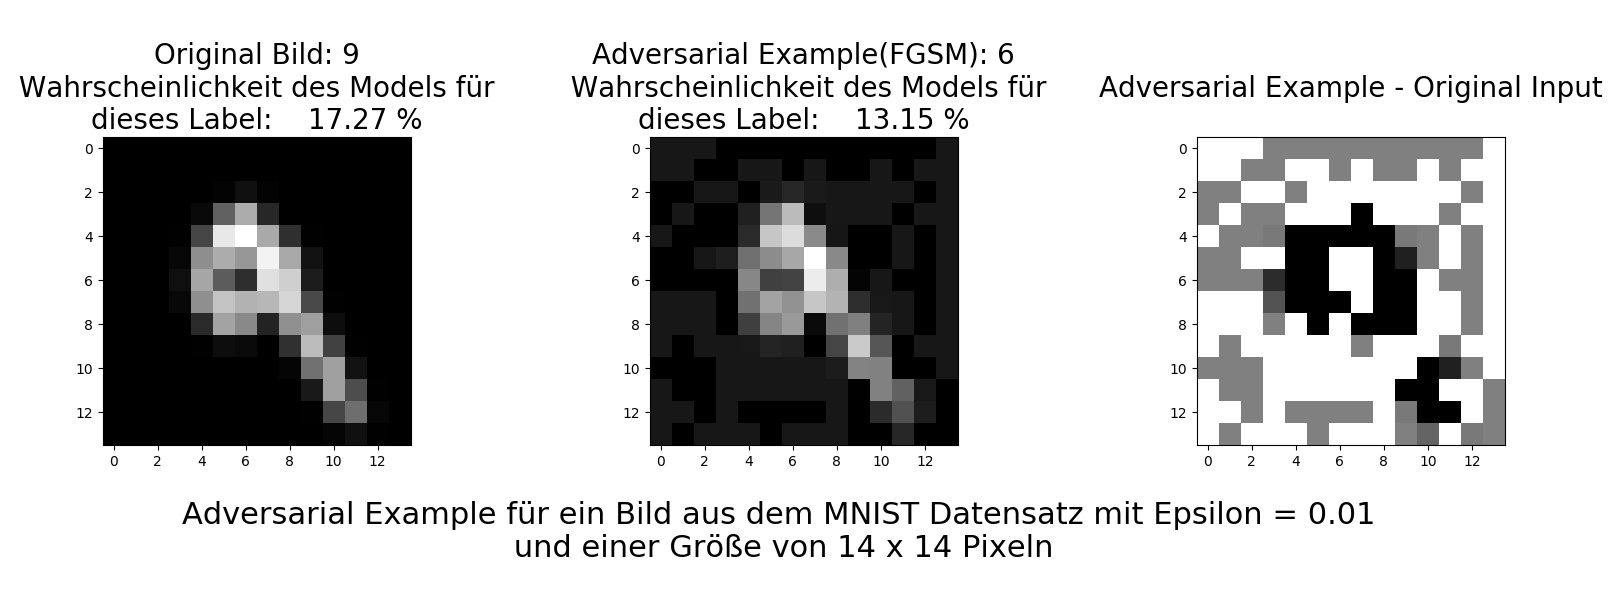 Original Bild: 9
Wahrscheinlichkeit des Models für
dieses Label: 17.27 %
Adversarial Example(FGSM): 6
Wahrscheinlichkeit des Models für
dieses Label: 13.15 %
Adversarial Example - Original Input
0
2
4
6
8
10
12
0 2 4 6 8 10 12
0
2
4
6
8
10
12
0 2 4 6 8 10 12
0
2
4
6
8
10
12
0 2 4 6 8 10 12
Adversarial Example für ein Bild aus dem MNIST Datensatz mit Epsilon = 0.01
und einer Größe von 14 x 14 Pixeln